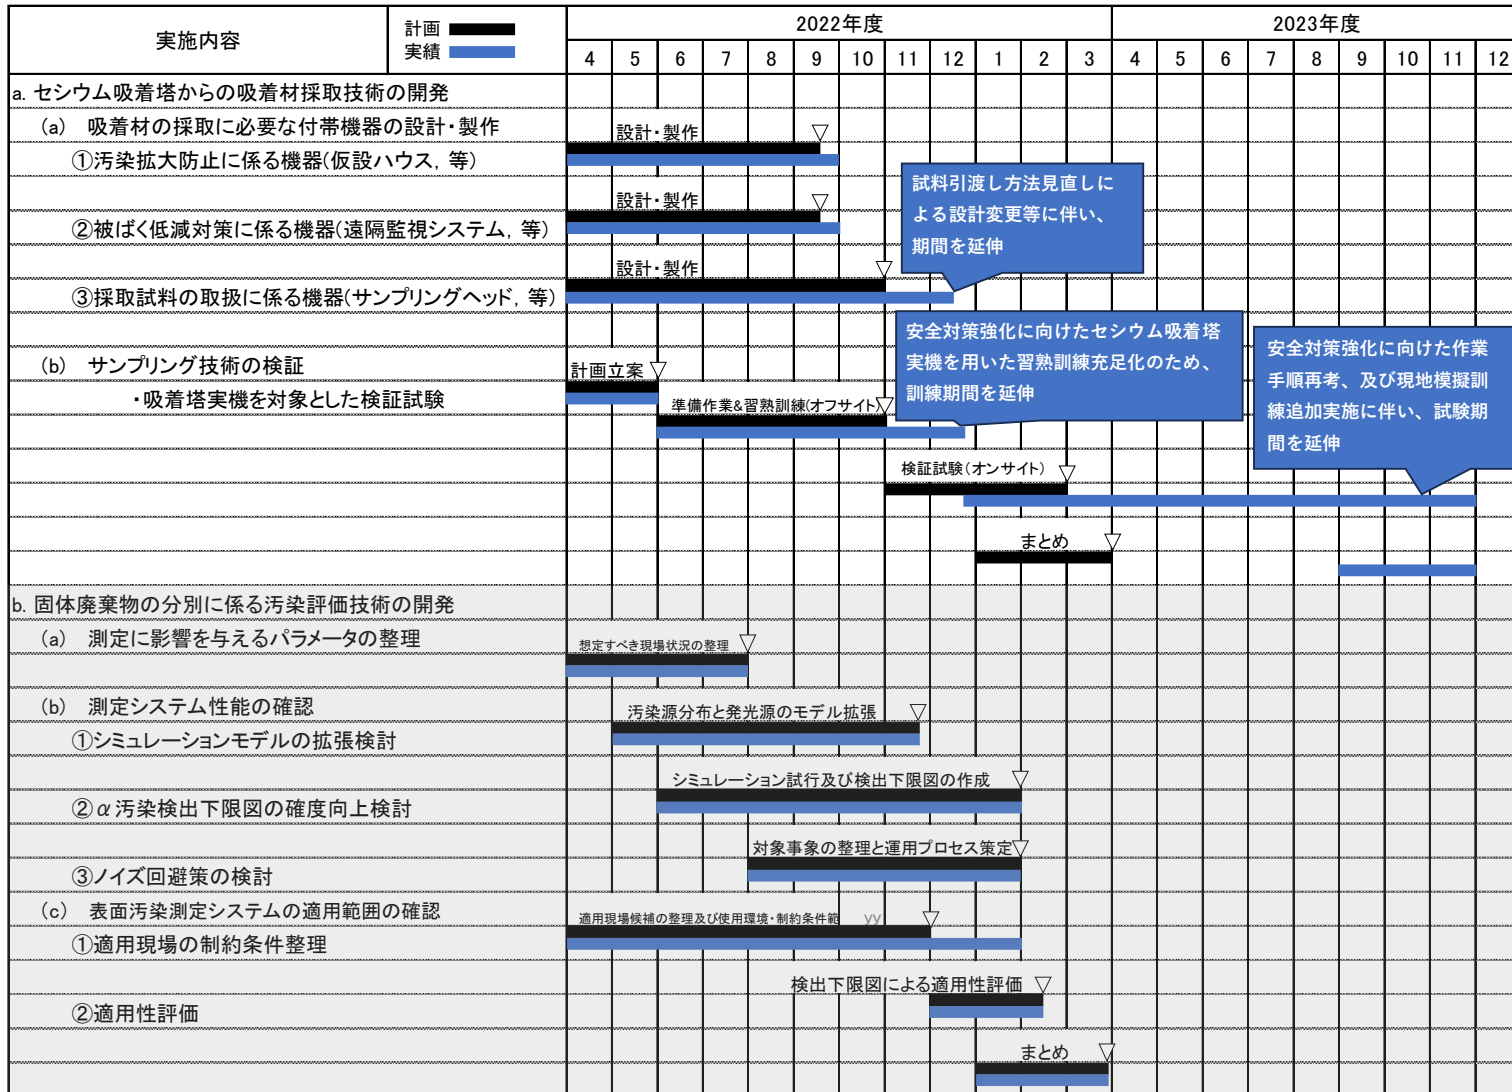 実施内容
計画
実績
2022年度
2023年度
4 5 6 7 8 9 10 11 12 1 2 3 4 5 6 7 8 9 10 11 12
a. セシウム吸着塔からの吸着材採取技術の開発
(a) 吸着材の採取に必要な付帯機器の設計・製作
設計・製作
①汚染拡大防止に係る機器(仮設ハウス, 等)
設計・製作
②被ばく低減対策に係る機器(遠隔監視システム, 等)
試料引渡し方法見直しに
よる設計変更等に伴い、
期間を延伸
設計・製作
③採取試料の取扱に係る機器(サンプリングヘッド, 等)
(b) サンプリング技術の検証
計画立案
・吸着塔実機を対象とした検証試験
準備作業&習熟訓練(オフサイト)
安全対策強化に向けたセシウム吸着塔
実機を用いた習熟訓練充足化のため、
訓練期間を延伸
安全対策強化に向けた作業
手順再考、及び現地模擬訓
練追加実施に伴い、試験期
間を延伸
検証試験(オンサイト)
まとめ
b. 固体廃棄物の分別に係る汚染評価技術の開発
(a) 測定に影響を与えるパラメータの整理
想定すべき現場状況の整理
(b) 測定システム性能の確認
汚染源分布と発光源のモデル拡張
①シミュレーションモデルの拡張検討
シミュレーション試行及び検出下限図の作成
②α汚染検出下限図の確度向上検討
対象事象の整理と運用プロセス策定
③ノイズ回避策の検討
(c) 表面汚染測定システムの適用範囲の確認
適用現場候補の整理及び使用環境・制約条件範 yy
①適用現場の制約条件整理
検出下限図による適用性評価
②適用性評価
まとめ